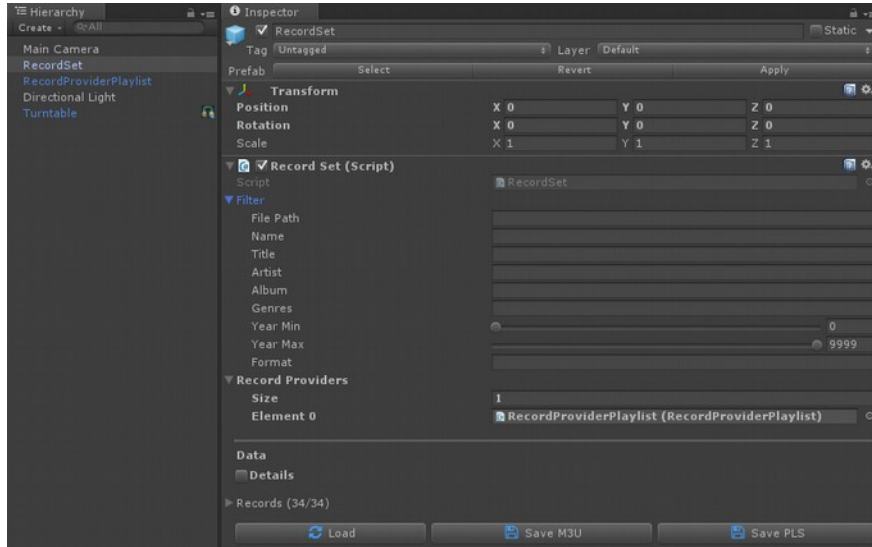 Hierarchy
Create
All
Main Camera
RecordSet
RecordProviderPlaylist
Directional Light
Turntable
Inspector
RecordSet Static
Tag Untagged Layer Default
Prefab Select Revert Apply
Transform
Position X 0 Y 0 Z 0
Rotation X 0 Y 0 Z 0
Scale X 1 Y 1 Z 1
Record Set (Script)
Script RecordSet
Filter
File Path
Name
Title
Artist
Album
Genres
Year Min 0
Year Max 9999
Format
Record Providers
Size 1
Element 0 RecordProviderPlaylist (RecordProviderPlaylist)
Data
Details
Records (34/34)
Load Save M3U Save PLS